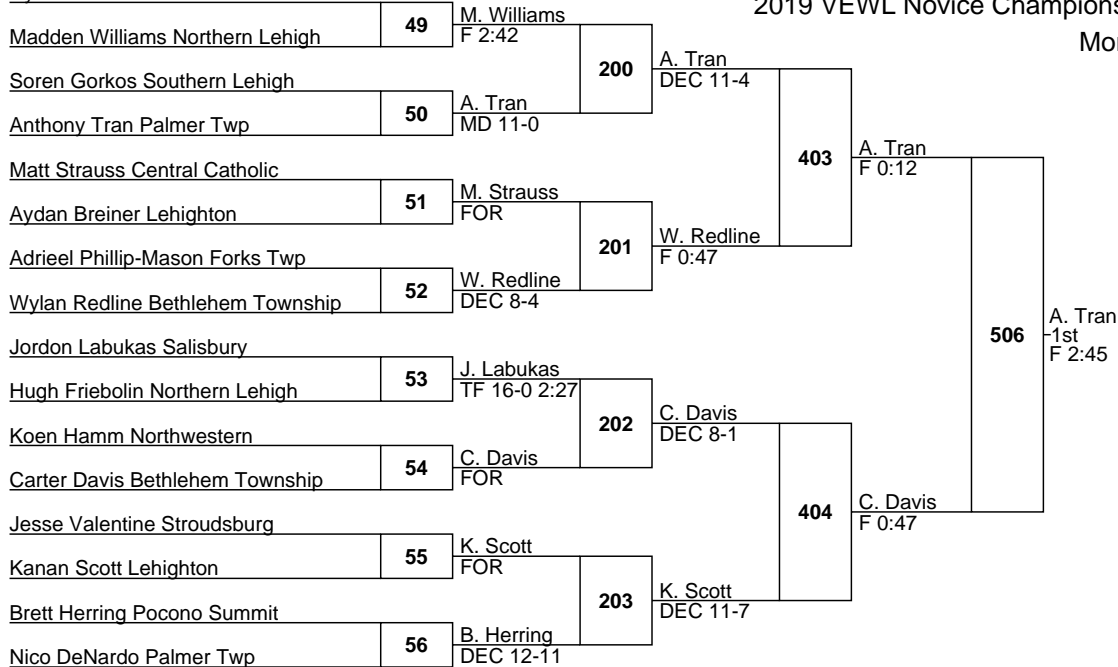 2019 VEWL Novice Champions
Mor
Madden Williams Northern Lehigh
49
M. Williams
F 2:42
Soren Gorkos Southern Lehigh
Anthony Tran Palmer Twp
50
A. Tran
MD 11-0
200
A. Tran
DEC 11-4
Matt Strauss Central Catholic
Aydan Breiner Lehighton
51
M. Strauss
FOR
Adrieel Phillip-Mason Forks Twp
Wylan Redline Bethlehem Township
52
W. Redline
DEC 8-4
201
W. Redline
F 0:47
403
A. Tran
F 0:12
Jordon Labukas Salisbury
Hugh Friebolin Northern Lehigh
53
J. Labukas
TF 16-0 2:27
Koen Hamm Northwestern
Carter Davis Bethlehem Township
54
C. Davis
FOR
202
C. Davis
DEC 8-1
Jesse Valentine Stroudsburg
Kanan Scott Lehighton
55
K. Scott
FOR
Brett Herring Pocono Summit
Nico DeNardo Palmer Twp
56
B. Herring
DEC 12-11
203
K. Scott
DEC 11-7
404
C. Davis
F 0:47
506
A. Tran
1st
F 2:45